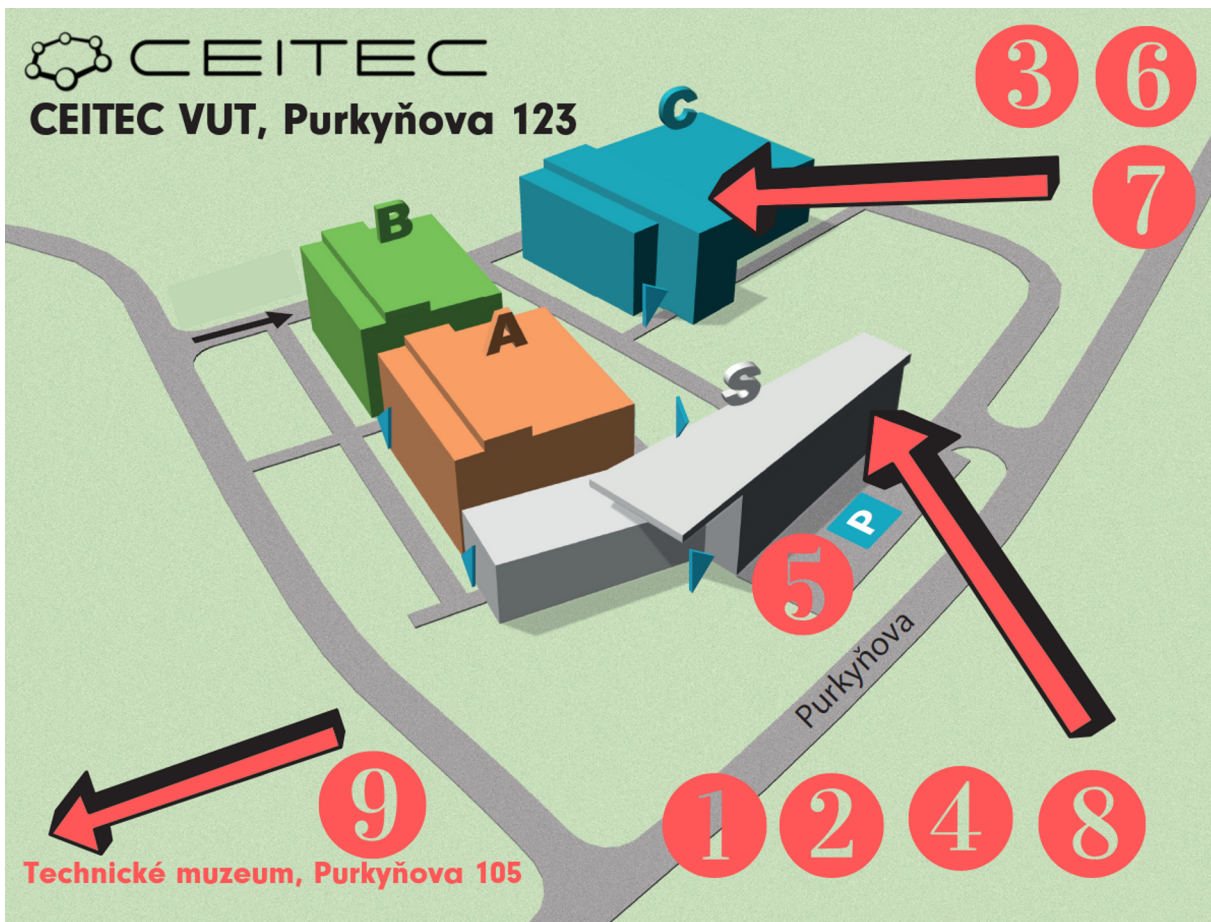 CEITEC
CEITEC VUT, Purkyňova 123
3 6
7
C
B
A
S
P
5
Purkyňova
1 2 4 8
9
Technické muzeum, Purkyňova 105